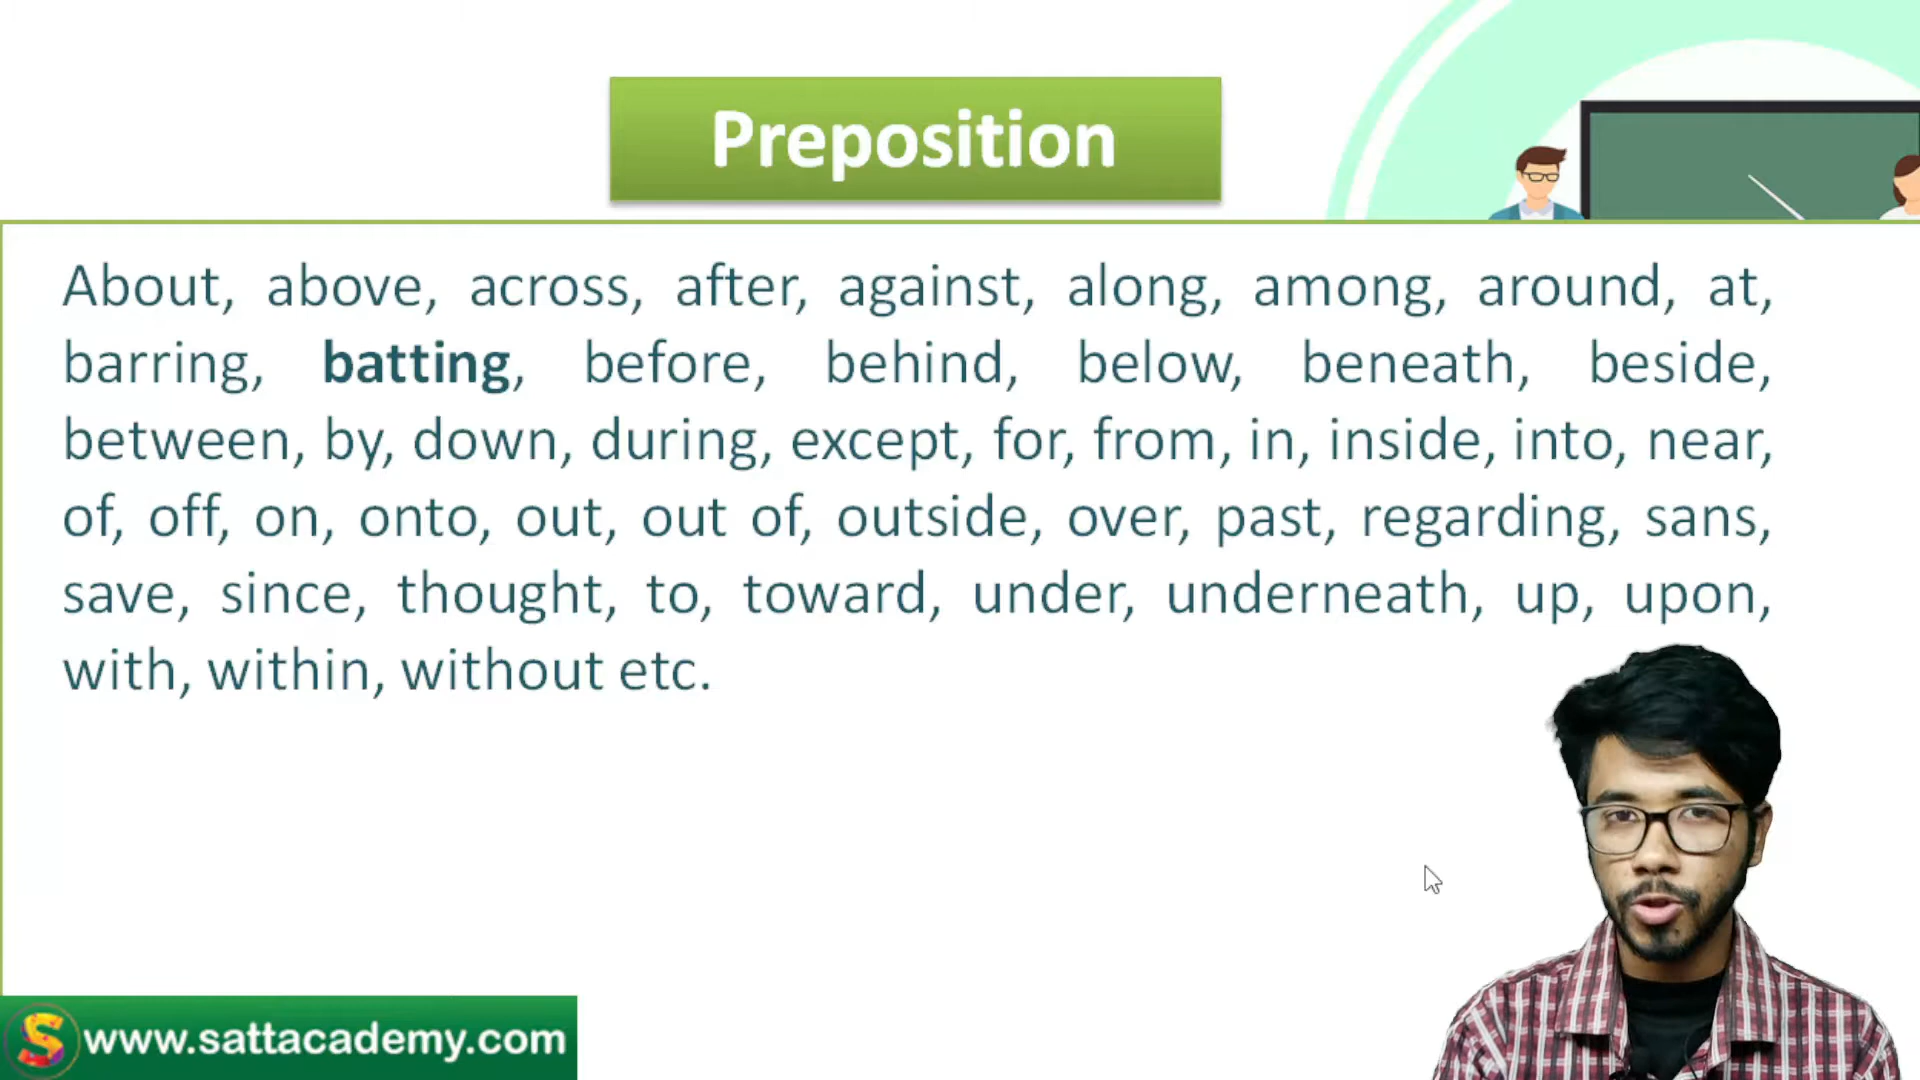 Preposition
About, above, across, after, against, along, among, around, at,
barring, batting, before, behind, below, beneath, beside,
between, by, down, during, except, for, from, in, inside, into, near,
of, off, on, onto, out, out of, outside, over, past, regarding, sans,
save, since, thought, to, toward, under, underneath, up, upon,
with, within, without etc.
S www.sattacademy.com